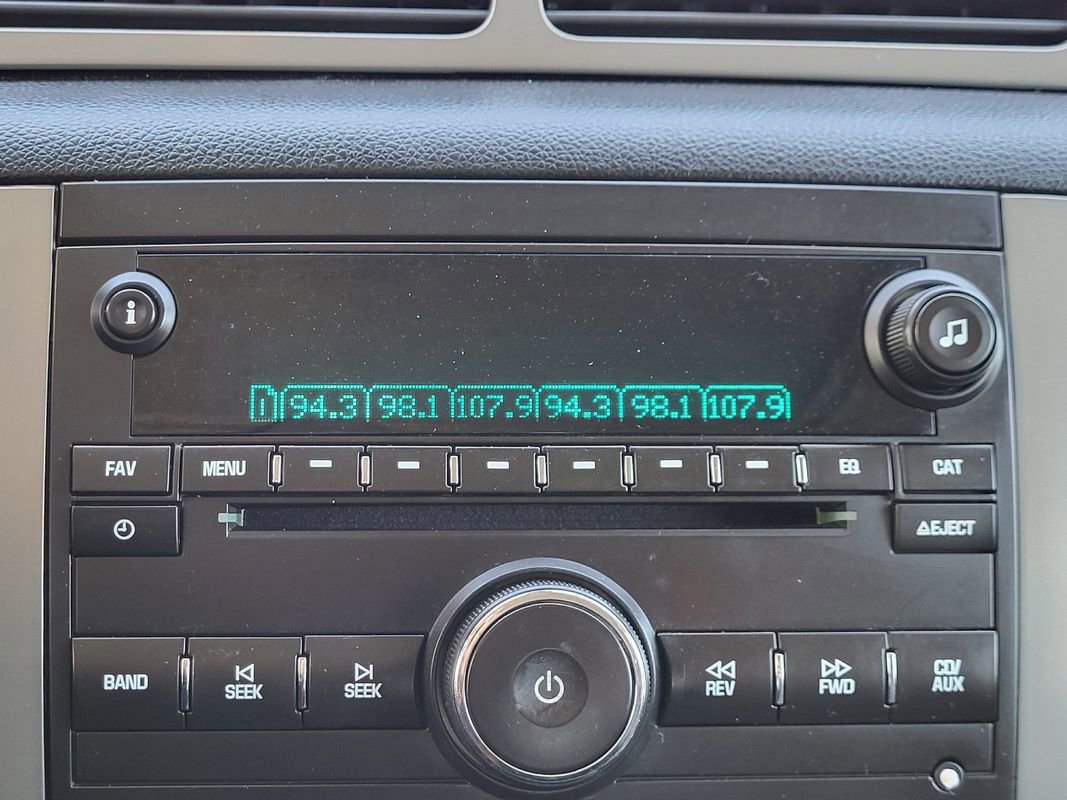 i
1 94.3 98.1 107.9 94.3 98.1 107.9
FAV MENU EQ CAT
EJECT
BAND SEEK SEEK REV FWD CD/AUX